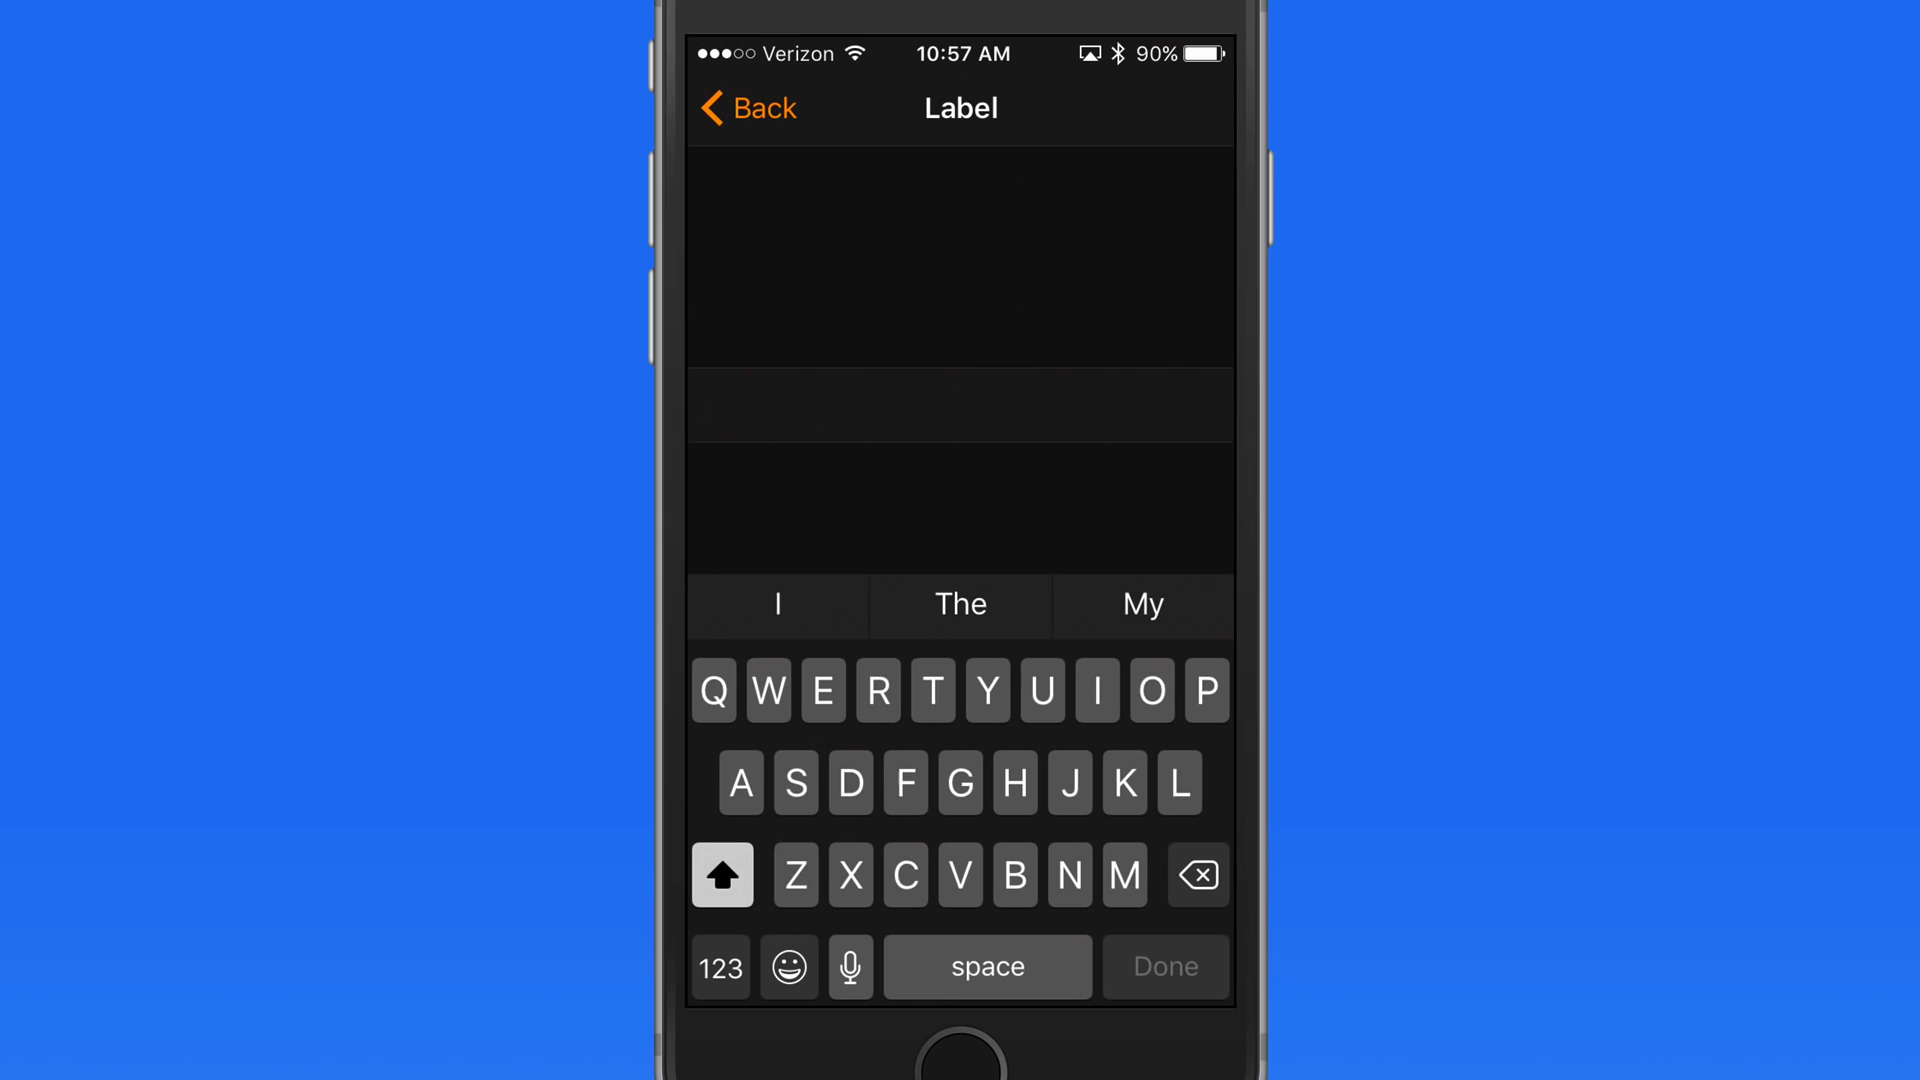 Verizon 10:57 AM 90%
Back Label
I The My
Q W E R T Y U I O P
A S D F G H J K L
Z X C V B N M
123 space Done